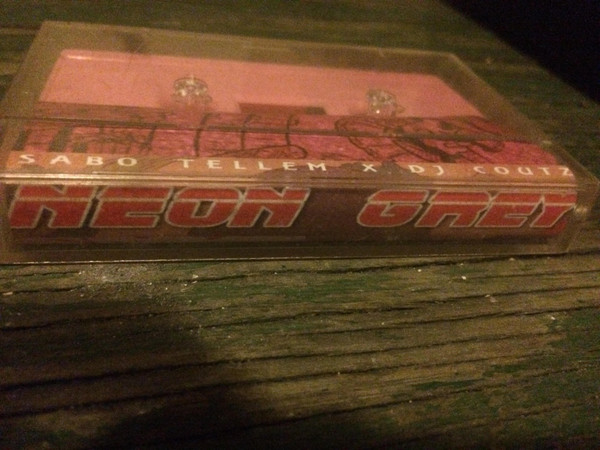 SABO TELLEM X DJ COUTZ
NEON GREY